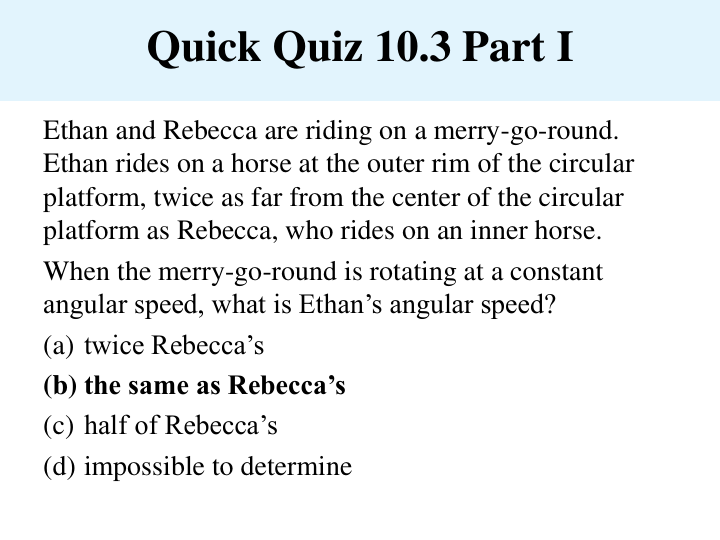 Quick Quiz 10.3 Part I
Ethan and Rebecca are riding on a merry-go-round.
Ethan rides on a horse at the outer rim of the circular
platform, twice as far from the center of the circular
platform as Rebecca, who rides on an inner horse.
When the merry-go-round is rotating at a constant
angular speed, what is Ethan’s angular speed?
(a) twice Rebecca’s
(b) the same as Rebecca’s
(c) half of Rebecca’s
(d) impossible to determine